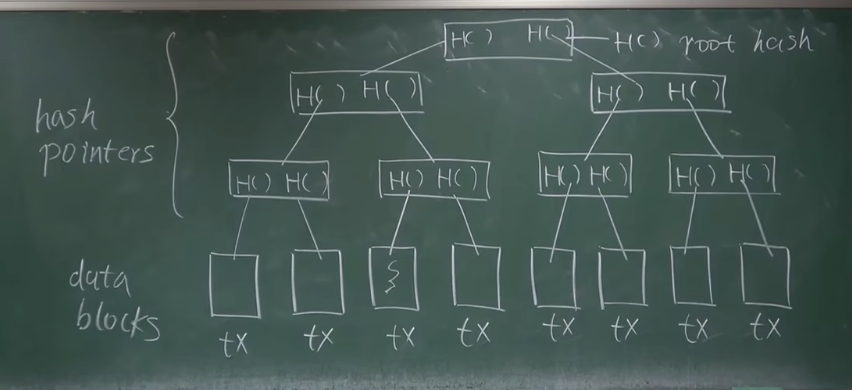 H( ) H( ) H( ) root hash
H( ) H( ) H( ) H( )
hash
pointers
H( ) H( ) H( ) H( ) H( ) H( ) H( ) H( )
data
blocks
tx tx tx tx tx tx tx tx